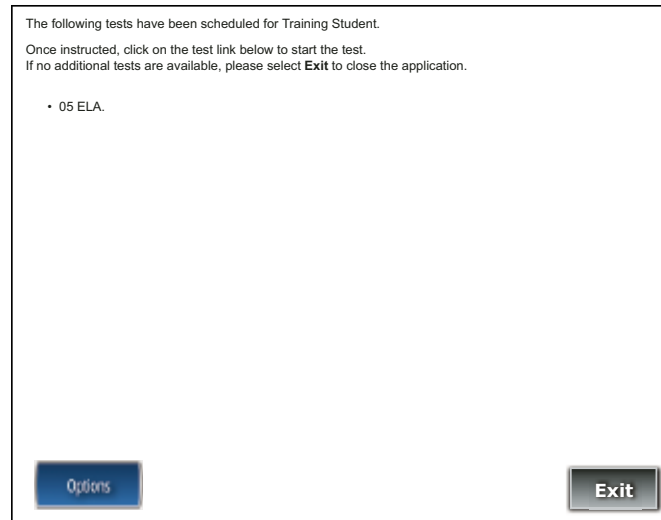 The following tests have been scheduled for Training Student.
Once instructed, click on the test link below to start the test.
If no additional tests are available, please select Exit to close the application.
• 05 ELA.
Options
Exit